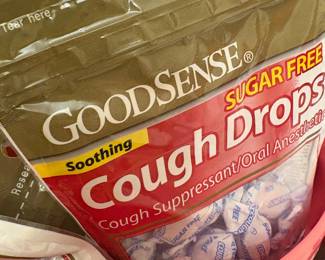 Tear here
GOODSENSE®
SUGAR FREE
Soothing
Cough Drops
Cough Suppressant/Oral Anesthetic